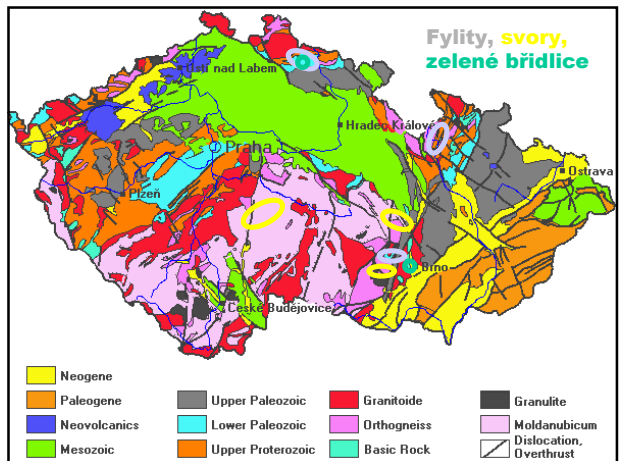 Fylity, svory,
zelené břidlice
Ústí nad Labem
Hradec Králové
Praha
Ostrava
Plzeň
Brno
České Budějovice
Neogene
Paleogene
Neovolcanics
Mesozoic
Upper Paleozoic
Lower Paleozoic
Upper Proterozoic
Granitoide
Orthogneiss
Basic Rock
Granulite
Moldanubicum
Dislocation,
Overthrust